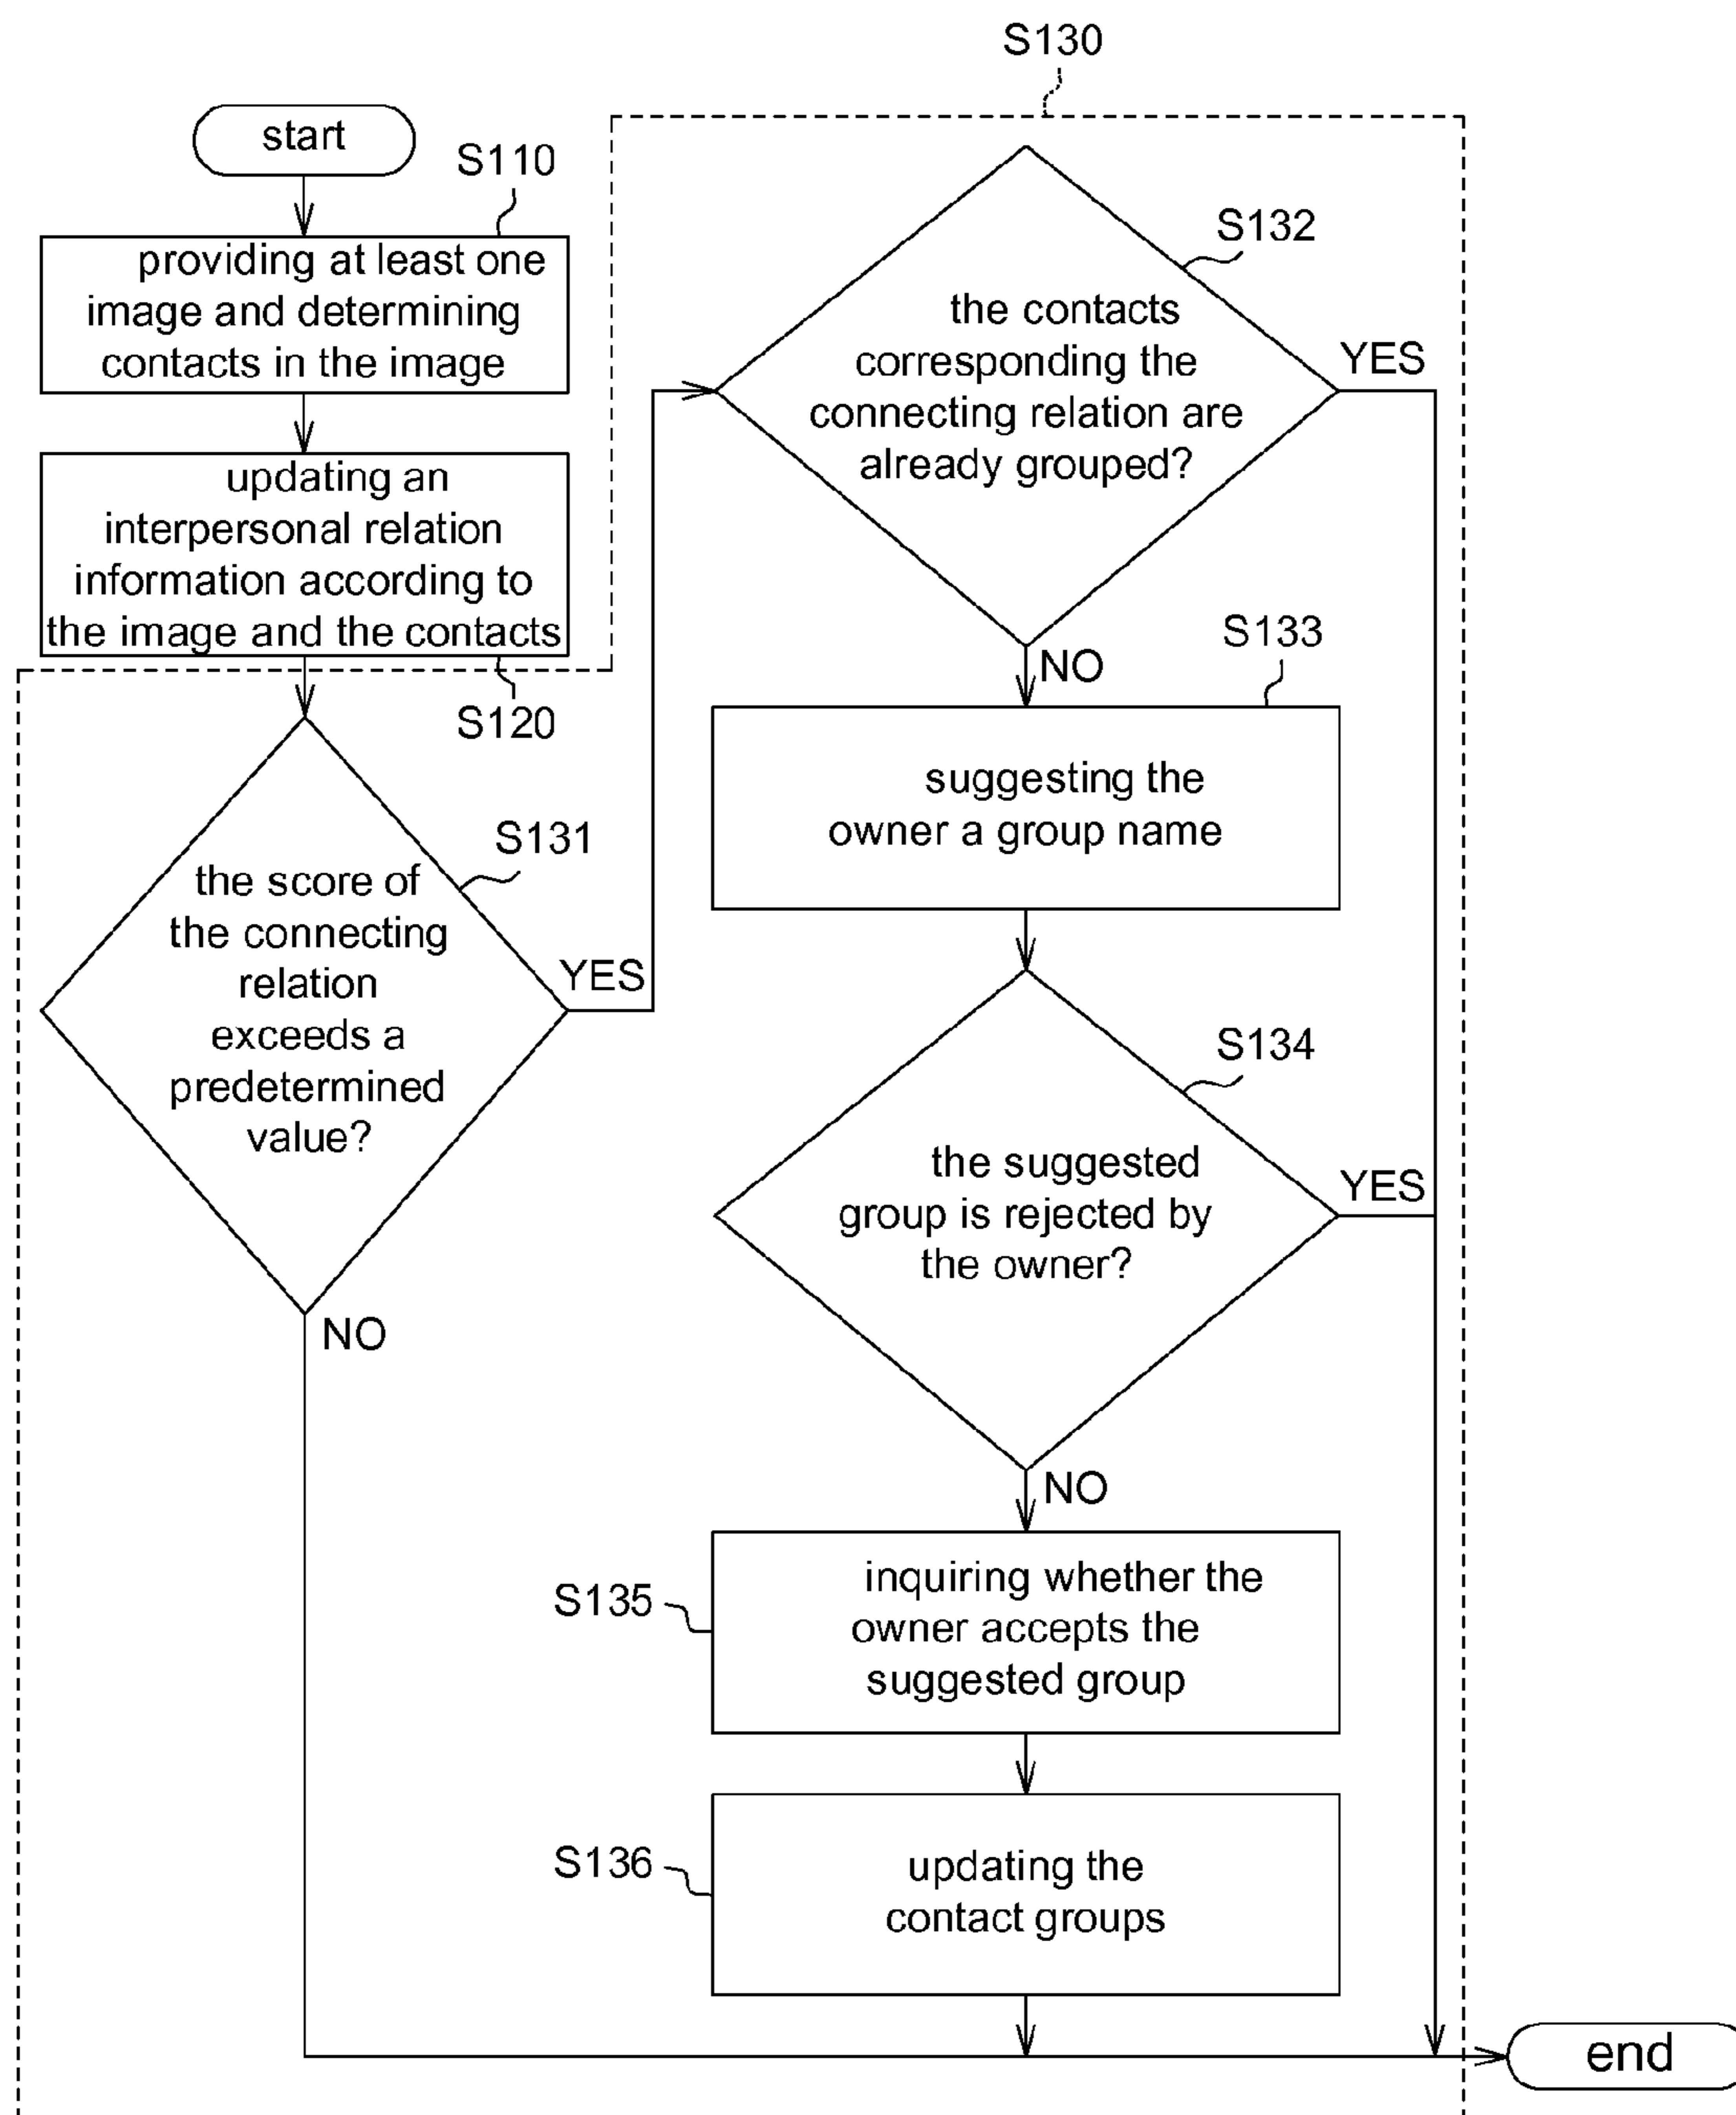 start
S110
providing at least one
image and determining
contacts in the image
updating an
interpersonal relation
information according to
the image and the contacts
S120
S130
S131
the score of
the connecting
relation
exceeds a
predetermined
value?
YES
NO
S132
the contacts
corresponding the
connecting relation are
already grouped?
YES
NO
S133
suggesting the
owner a group name
S134
the suggested
group is rejected by
the owner?
YES
NO
S135
inquiring whether the
owner accepts the
suggested group
S136
updating the
contact groups
end